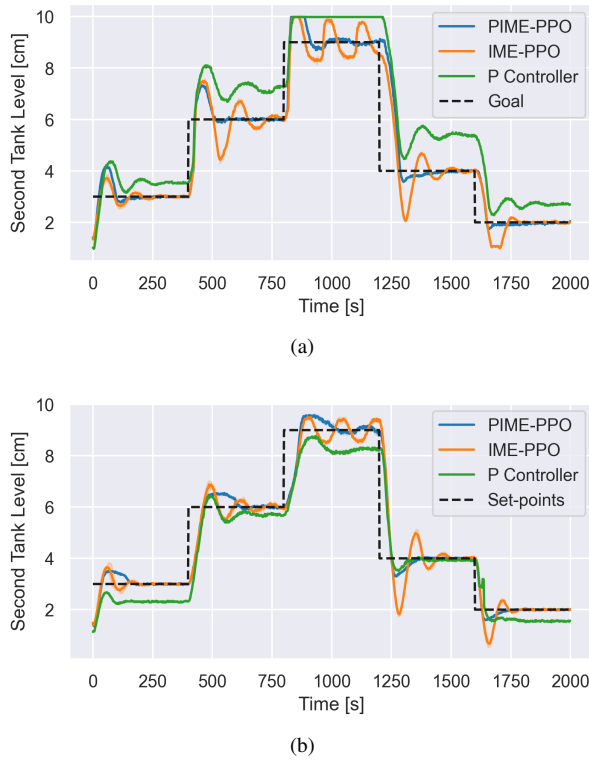 PIME-PPO
IME-PPO
P Controller
Goal
Second Tank Level [cm]
10
8
6
4
2
0 250 500 750 1000 1250 1500 1750 2000
Time [s]
(a)
PIME-PPO
IME-PPO
P Controller
Set-points
Second Tank Level [cm]
10
8
6
4
2
0 250 500 750 1000 1250 1500 1750 2000
Time [s]
(b)